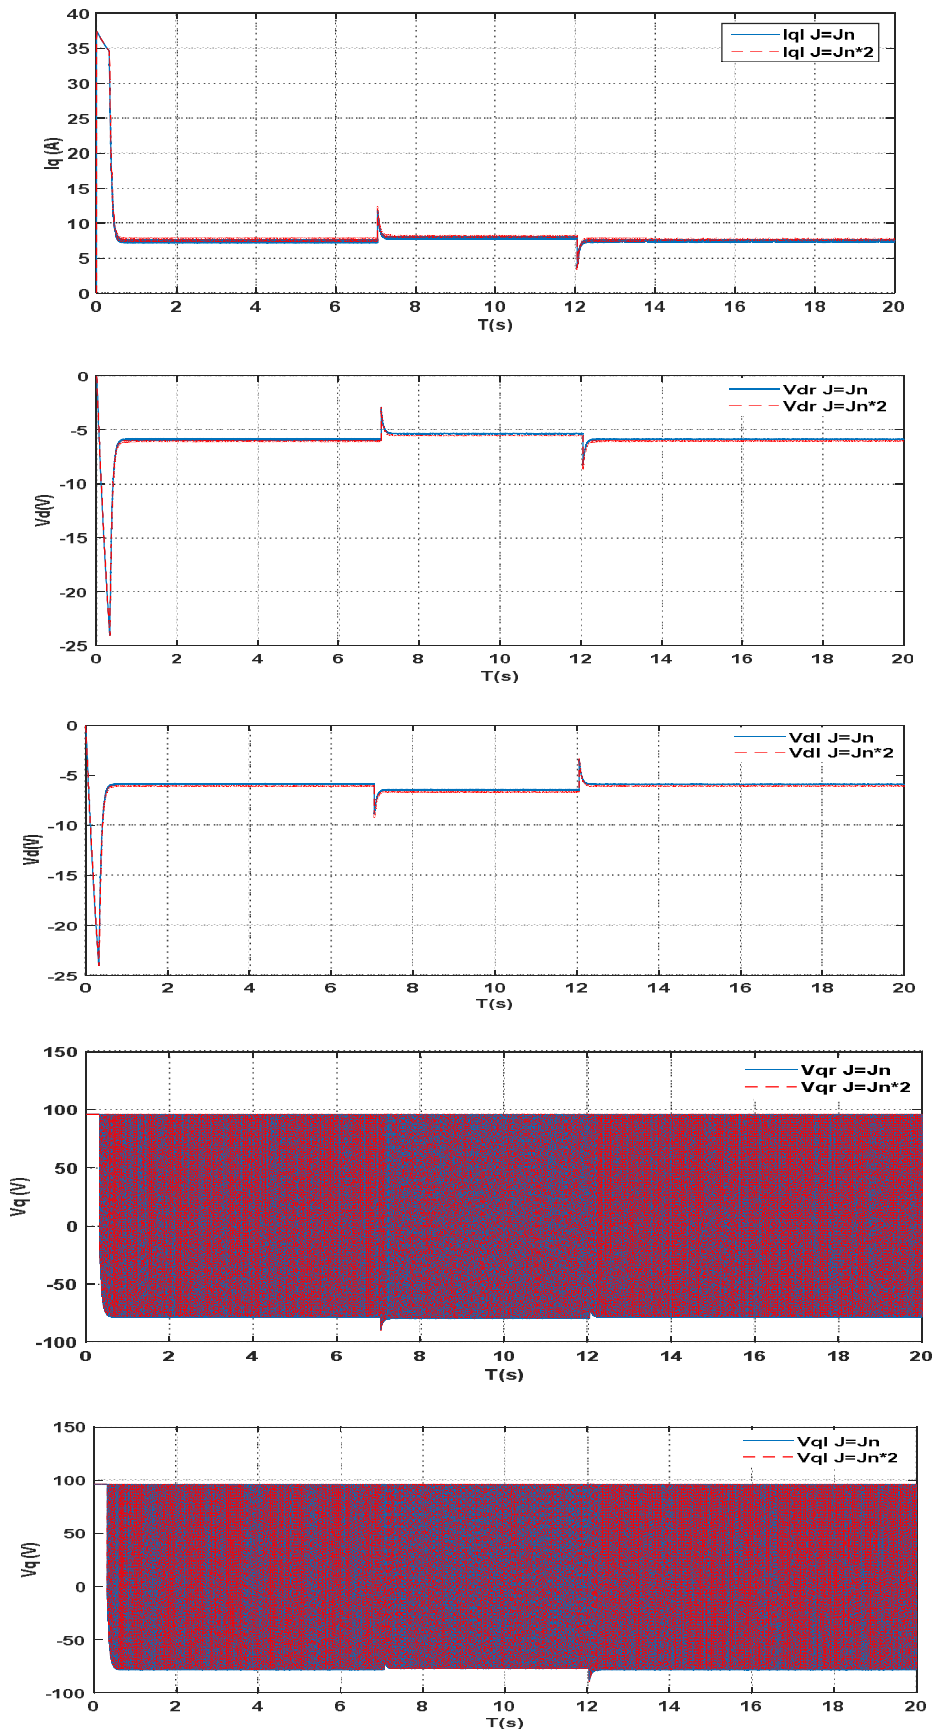 40
35
30
25
20
15
10
5
0
Iq (A)
Iql J=Jn
Iql J=Jn*2
0 2 4 6 8 10 12 14 16 18 20
T(s)
0
-5
-10
-15
-20
-25
Vd(V)
Vdr J=Jn
Vdr J=Jn*2
0 2 4 6 8 10 12 14 16 18 20
T(s)
0
-5
-10
-15
-20
-25
Vd(V)
Vdl J=Jn
Vdl J=Jn*2
0 2 4 6 8 10 12 14 16 18 20
T(s)
150
100
50
0
-50
-100
Vq (V)
Vqr J=Jn
Vqr J=Jn*2
0 2 4 6 8 10 12 14 16 18 20
T(s)
150
100
50
0
-50
-100
Vq (V)
Vql J=Jn
Vql J=Jn*2
0 2 4 6 8 10 12 14 16 18 20
T(s)